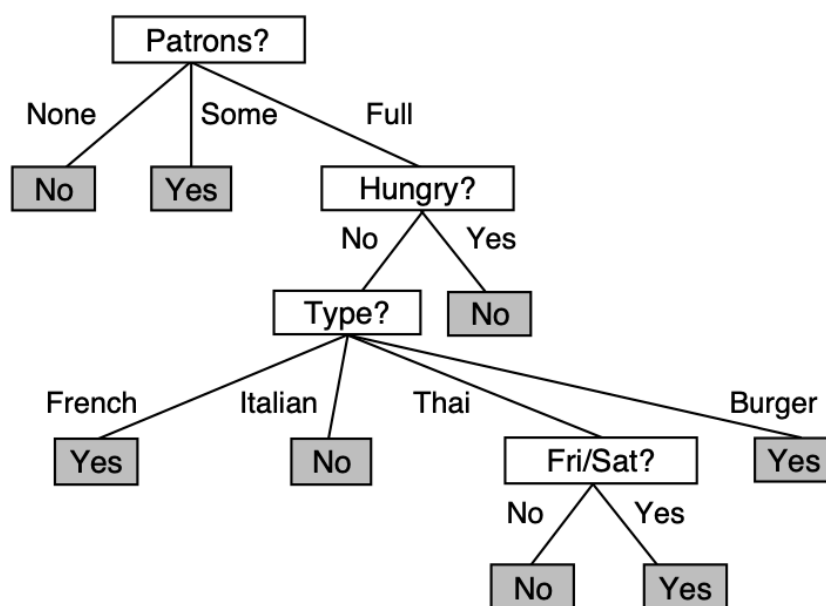 Patrons?
None Some Full
No Yes Hungry?
No Yes
Type? No
French Italian Thai Burger
Yes No Fri/Sat? Yes
No Yes
No Yes